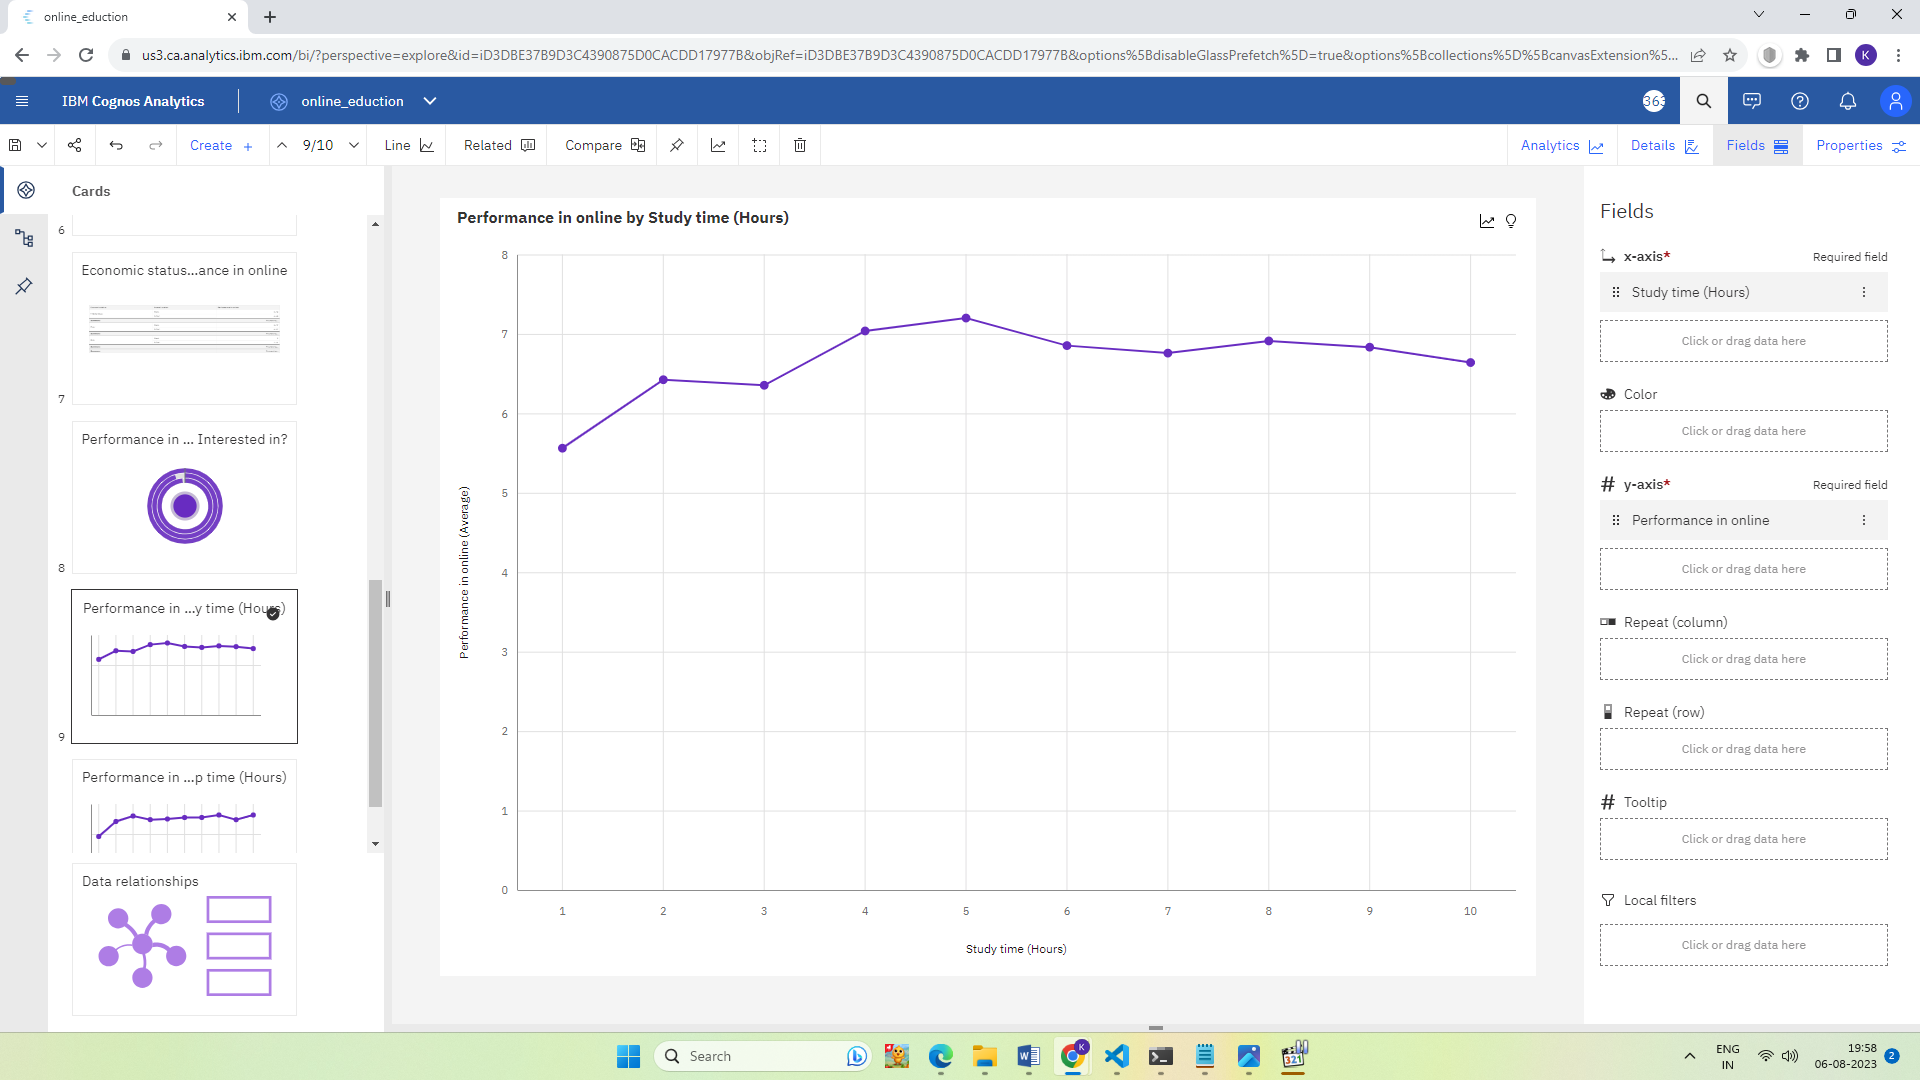 online_eduction
us3.ca.analytics.ibm.com/bi/?perspective=explore&id=iD3DBE37B9D3C4390875D0CACDD17977B&objRef=iD3DBE37B9D3C4390875D0CACDD17977B&options%5BdisableGlassPrefetch%5D=true&options%5Bcollections%5D%5BcanvasExtension%5...
K
IBM Cognos Analytics
online_eduction
363
Create +
9/10
Line
Related
Compare
Analytics
Details
Fields
Properties
Cards
6
Economic status...ance in online
7
Performance in ... Interested in?
8
Performance in ...y time (Hours)
9
Performance in ...p time (Hours)
Data relationships
Performance in online by Study time (Hours)
Performance in online (Average)
8
7
6
5
4
3
2
1
0
1 2 3 4 5 6 7 8 9 10
Study time (Hours)
Fields
x-axis* Required field
Study time (Hours)
Click or drag data here
Color
Click or drag data here
y-axis* Required field
Performance in online
Click or drag data here
Repeat (column)
Click or drag data here
Repeat (row)
Click or drag data here
Tooltip
Click or drag data here
Local filters
Click or drag data here
Search
K
321
ENG
IN
19:58
06-08-2023
2